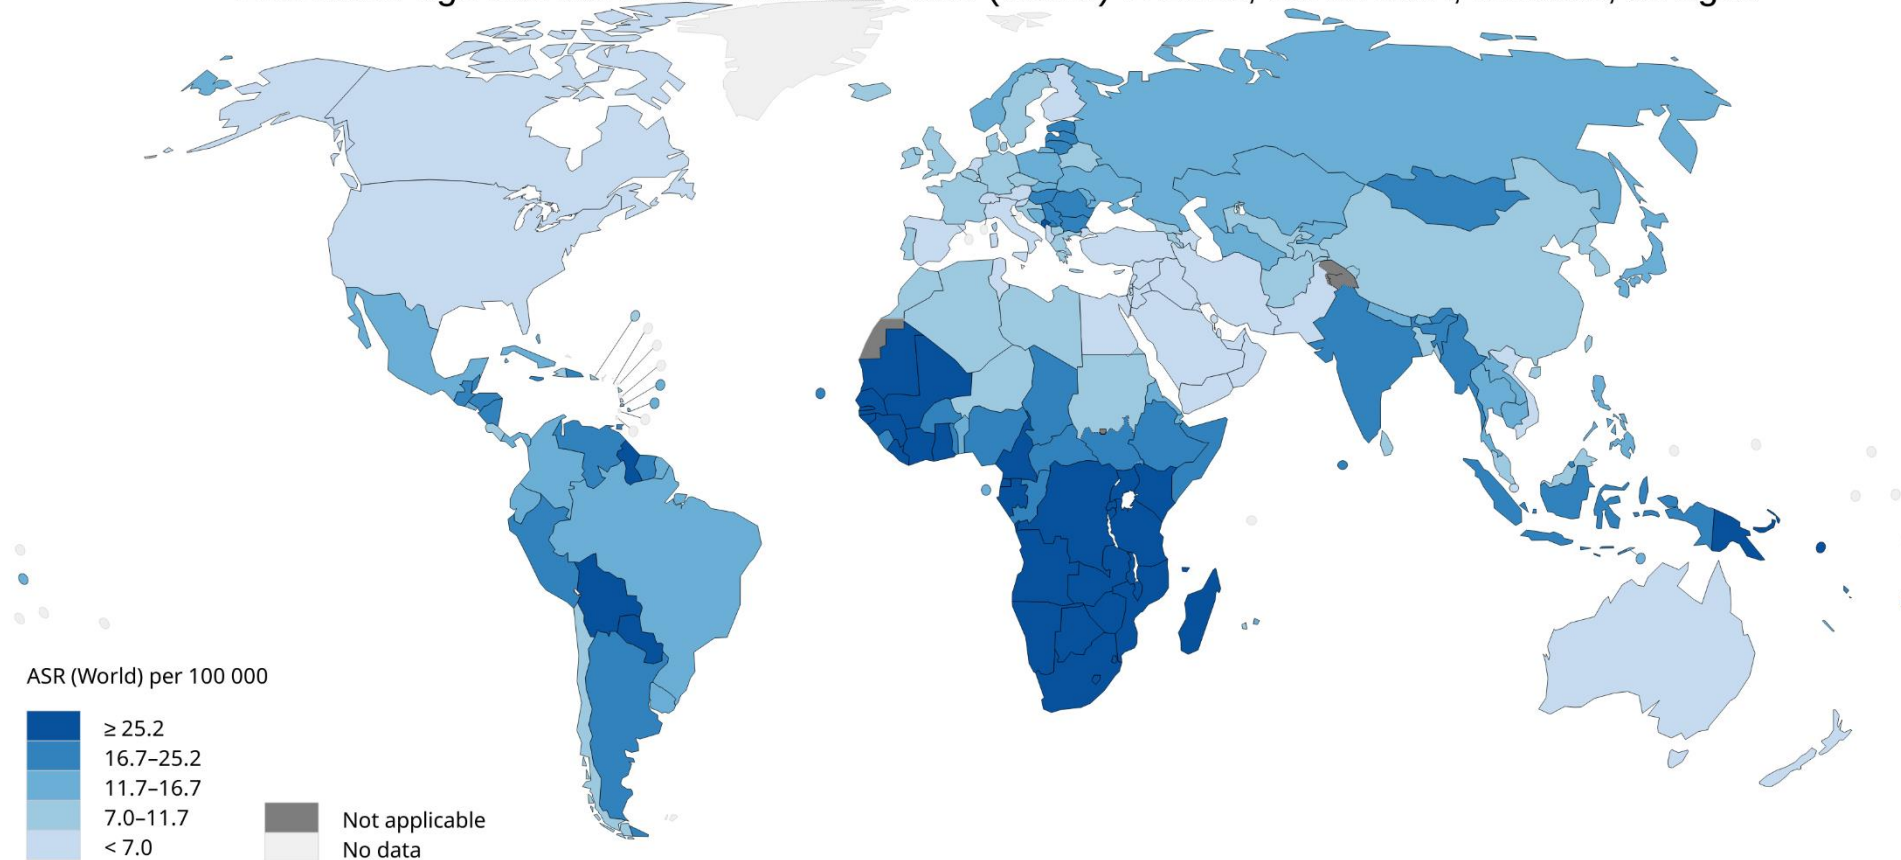 ASR (World) per 100 000
≥ 25.2
16.7–25.2
11.7–16.7
7.0–11.7
< 7.0
Not applicable
No data